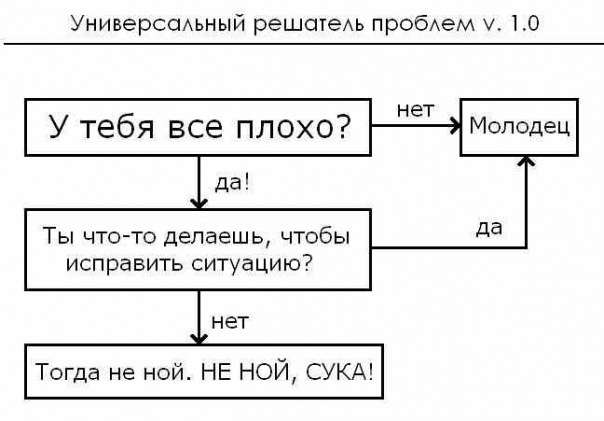 Универсальный решатель проблем v. 1.0
У тебя все плохо?
нет
Молодец
да!
Ты что-то делаешь, чтобы
исправить ситуацию?
да
нет
Тогда не ной. НЕ НОЙ, СУКА!